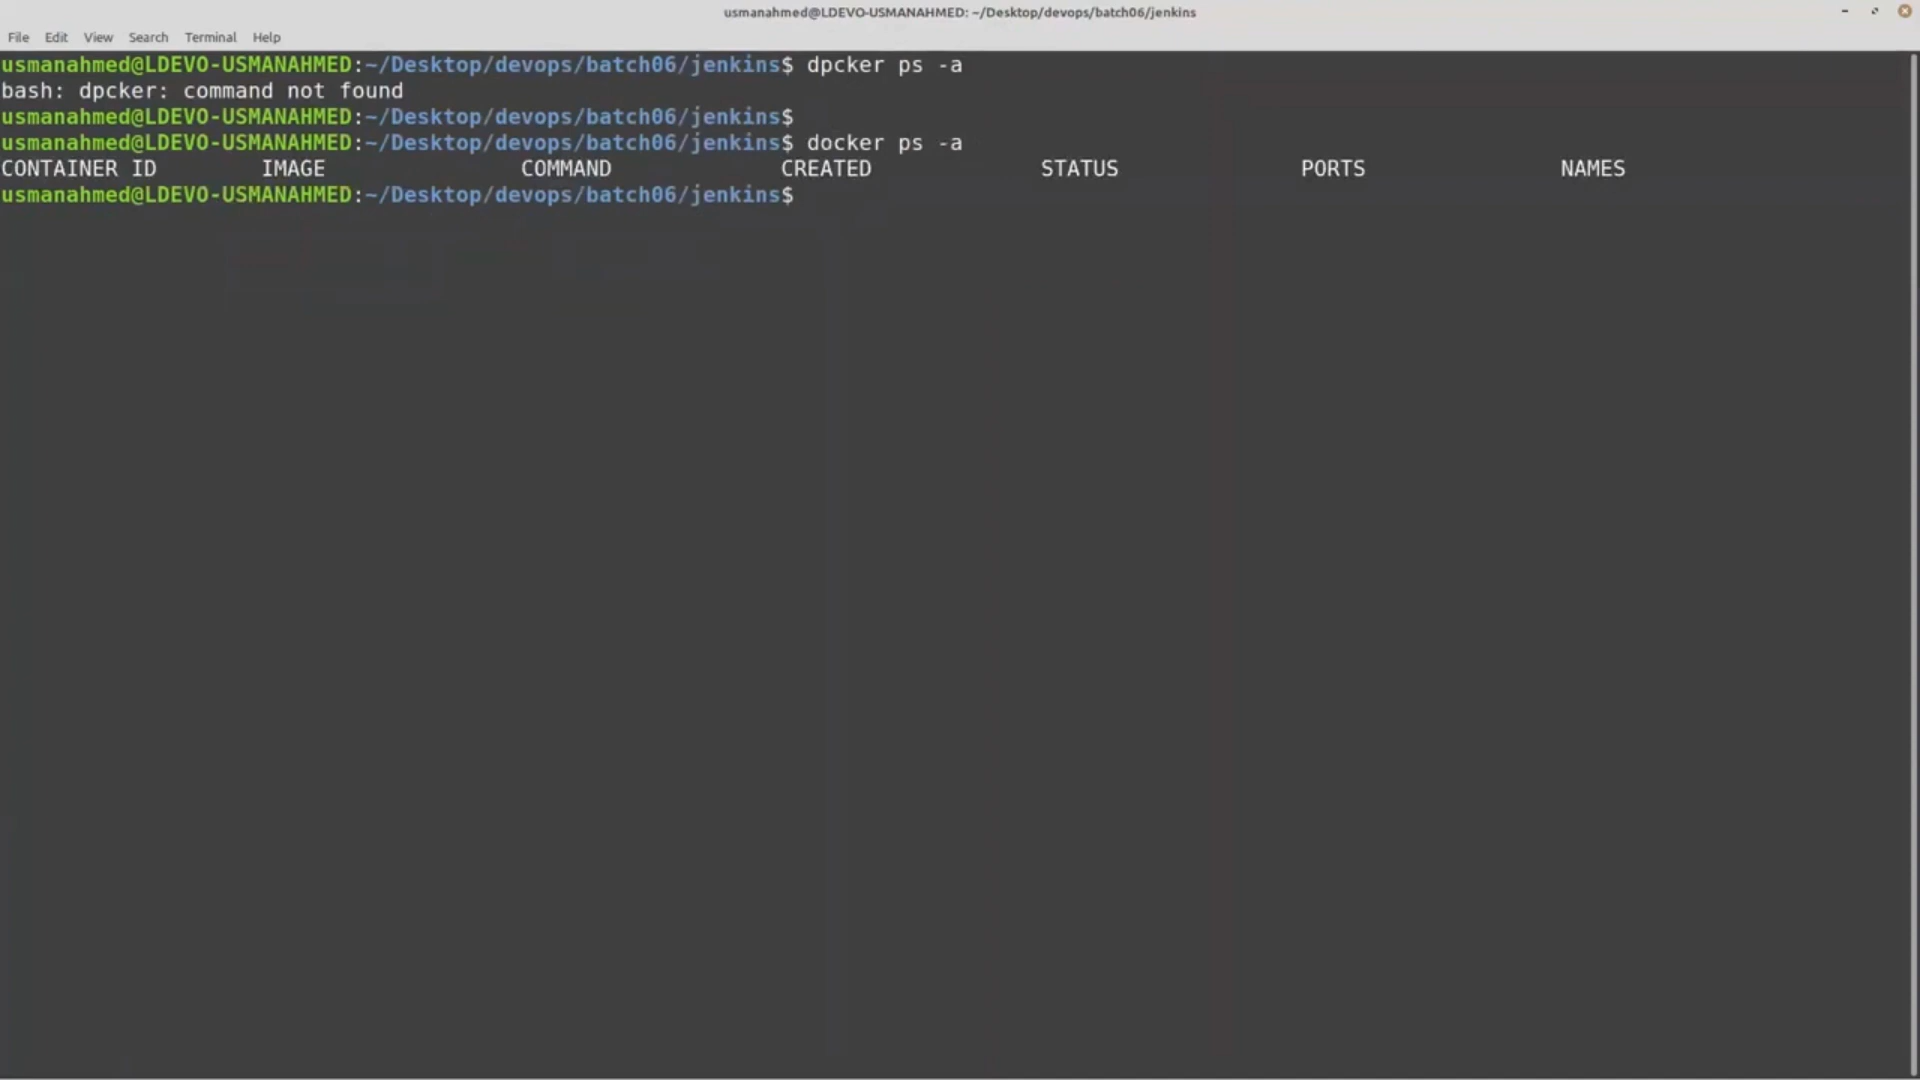 usmanahmed@LDEVO-USMANAHMED: ~/Desktop/devops/batch06/jenkins
File Edit View Search Terminal Help
usmanahmed@LDEVO-USMANAHMED:~/Desktop/devops/batch06/jenkins$ dpcker ps -a
bash: dpcker: command not found
usmanahmed@LDEVO-USMANAHMED:~/Desktop/devops/batch06/jenkins$
usmanahmed@LDEVO-USMANAHMED:~/Desktop/devops/batch06/jenkins$ docker ps -a
CONTAINER ID IMAGE COMMAND CREATED STATUS PORTS NAMES
usmanahmed@LDEVO-USMANAHMED:~/Desktop/devops/batch06/jenkins$